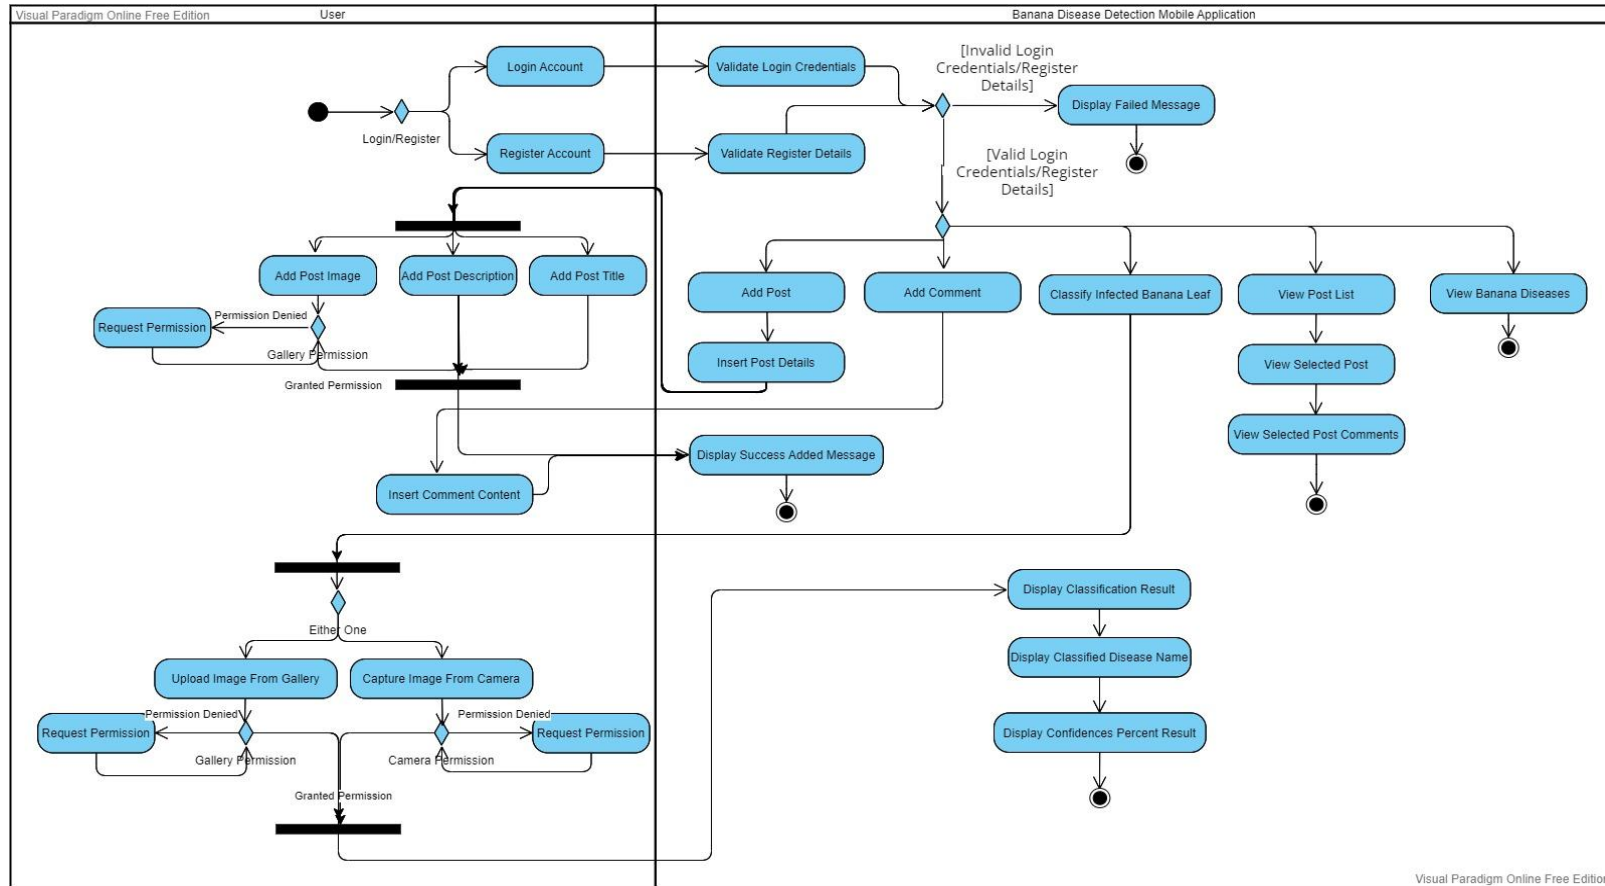 Visual Paradigm Online Free Edition
User
Banana Disease Detection Mobile Application
Login Account
Validate Login Credentials
[Invalid Login
Credentials/Register
Details]
Display Failed Message
Login/Register
Register Account
Validate Register Details
[Valid Login
Credentials/Register
Details]
Add Post Image
Add Post Description
Add Post Title
Add Post
Add Comment
Classify Infected Banana Leaf
View Post List
View Banana Diseases
Request Permission
Permission Denied
Gallery Permission
Granted Permission
Insert Post Details
View Selected Post
View Selected Post Comments
Display Success Added Message
Insert Comment Content
Display Classification Result
Either One
Upload Image From Gallery
Capture Image From Camera
Display Classified Disease Name
Permission Denied
Permission Denied
Request Permission
Request Permission
Display Confidences Percent Result
Gallery Permission
Camera Permission
Granted Permission
Visual Paradigm Online Free Edition